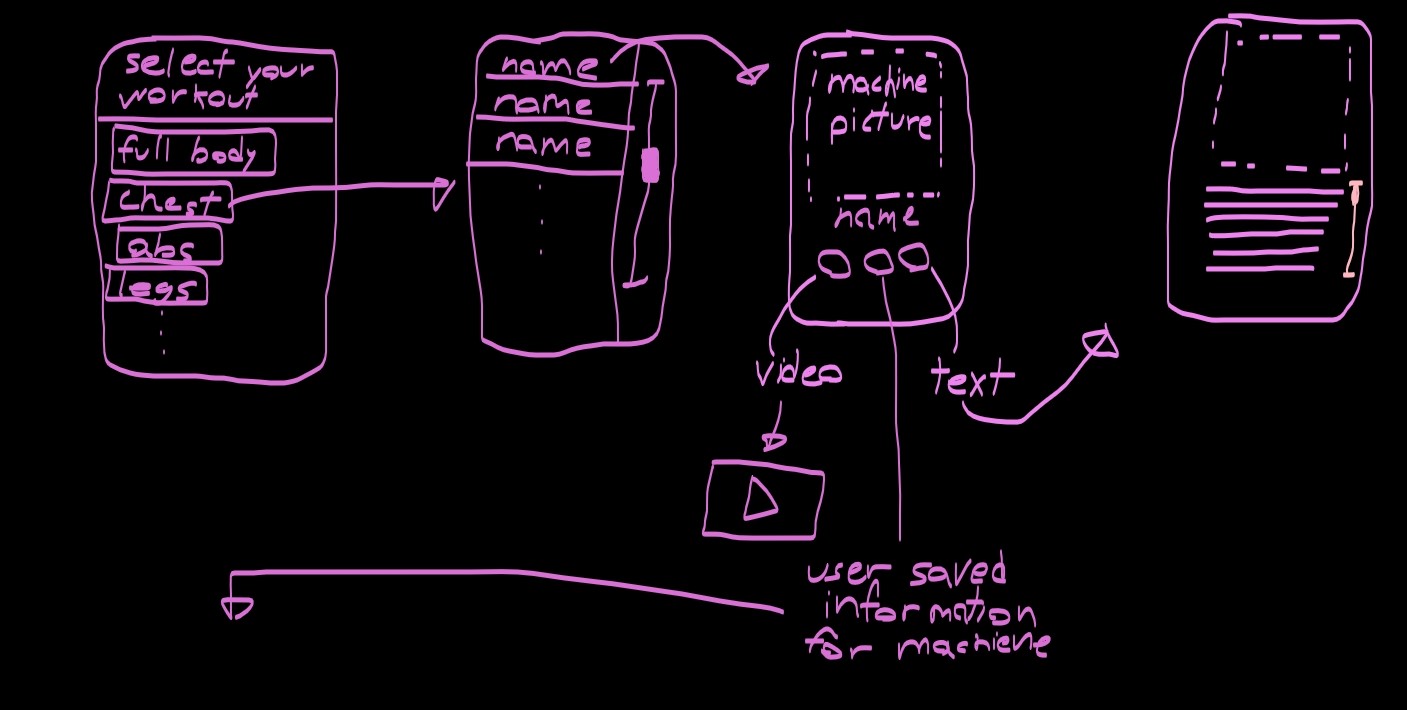 select your
workout
full body
chest
abs
legs
name
name
name
machine
picture
name
video
text
user saved
information
for machiene